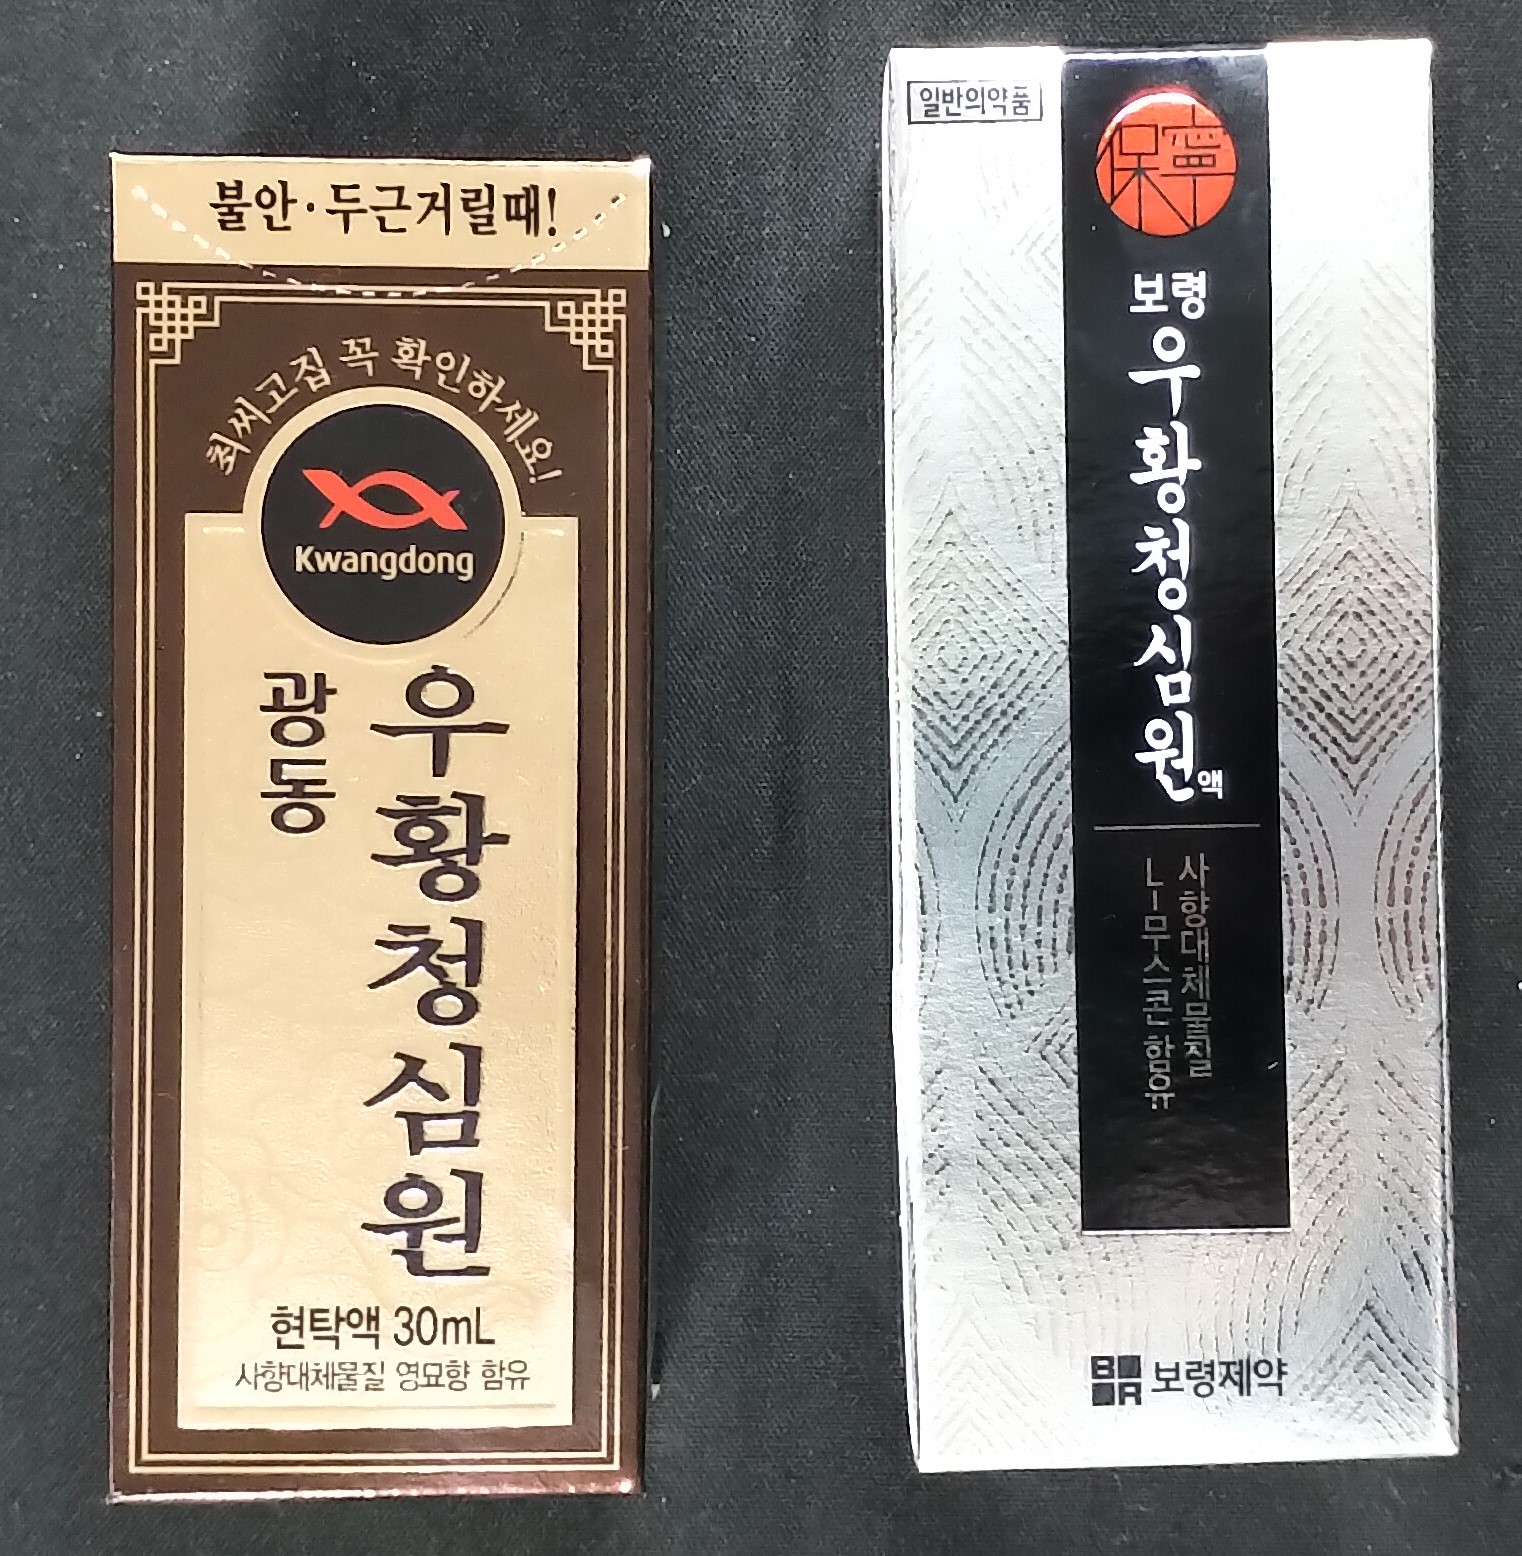 불안·두근거릴때!
최씨고집 꼭 확인하세요!
Kwangdong
광동
우황청심원
현탁액 30mL
사향대체물질 영묘향 함유
일반의약품
保寧
보령
우황청심원액
사향대체물질
L-무스콘 함유
BR 보령제약